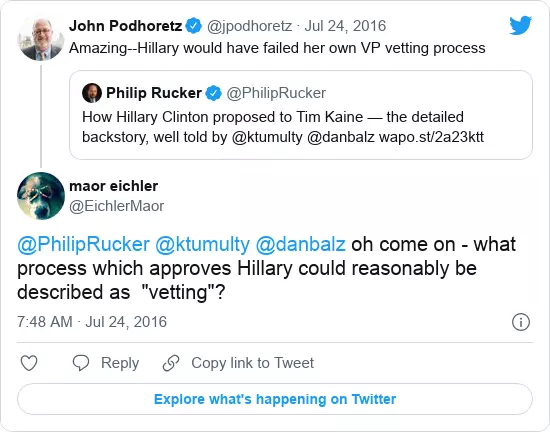 John Podhoretz @jpodhoretz · Jul 24, 2016
Amazing--Hillary would have failed her own VP vetting process
Philip Rucker @PhilipRucker
How Hillary Clinton proposed to Tim Kaine — the detailed
backstory, well told by @ktumulty @danbalz wapo.st/2a23ktt
maor eichler
@EichlerMaor
@PhilipRucker @ktumulty @danbalz oh come on - what
process which approves Hillary could reasonably be
described as  "vetting"?
7:48 AM · Jul 24, 2016
Reply Copy link to Tweet
Explore what's happening on Twitter